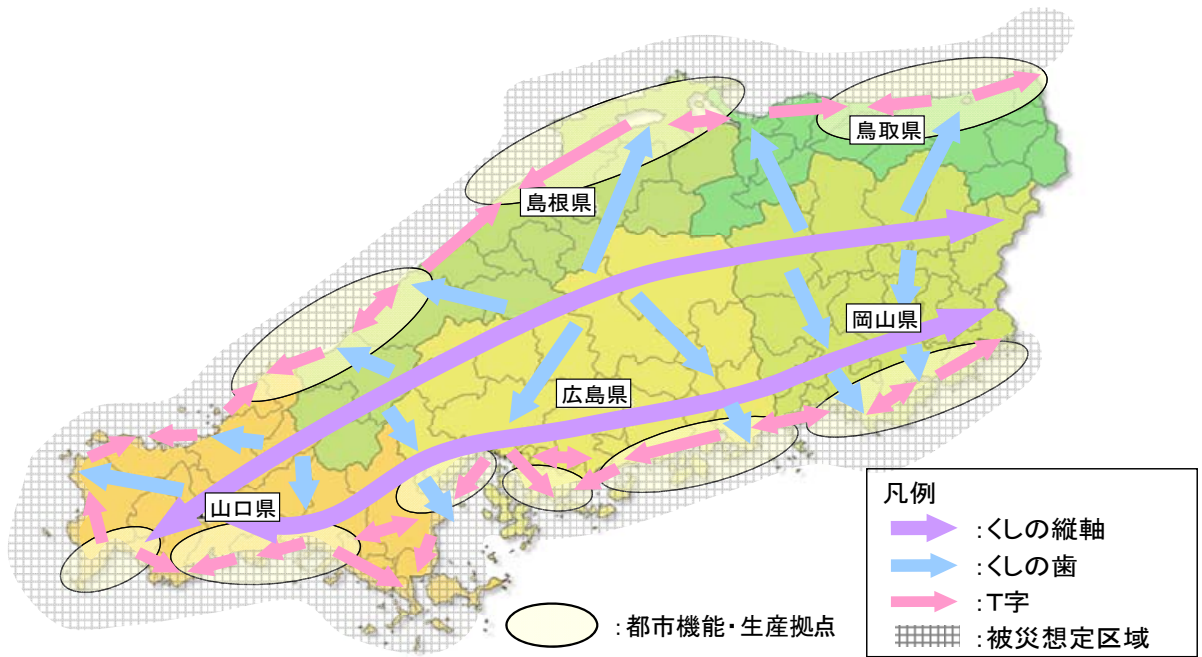 鳥取県
島根県
岡山県
広島県
山口県
凡例
:くしの縦軸
:くしの歯
:T字
:被災想定区域
:都市機能・生産拠点